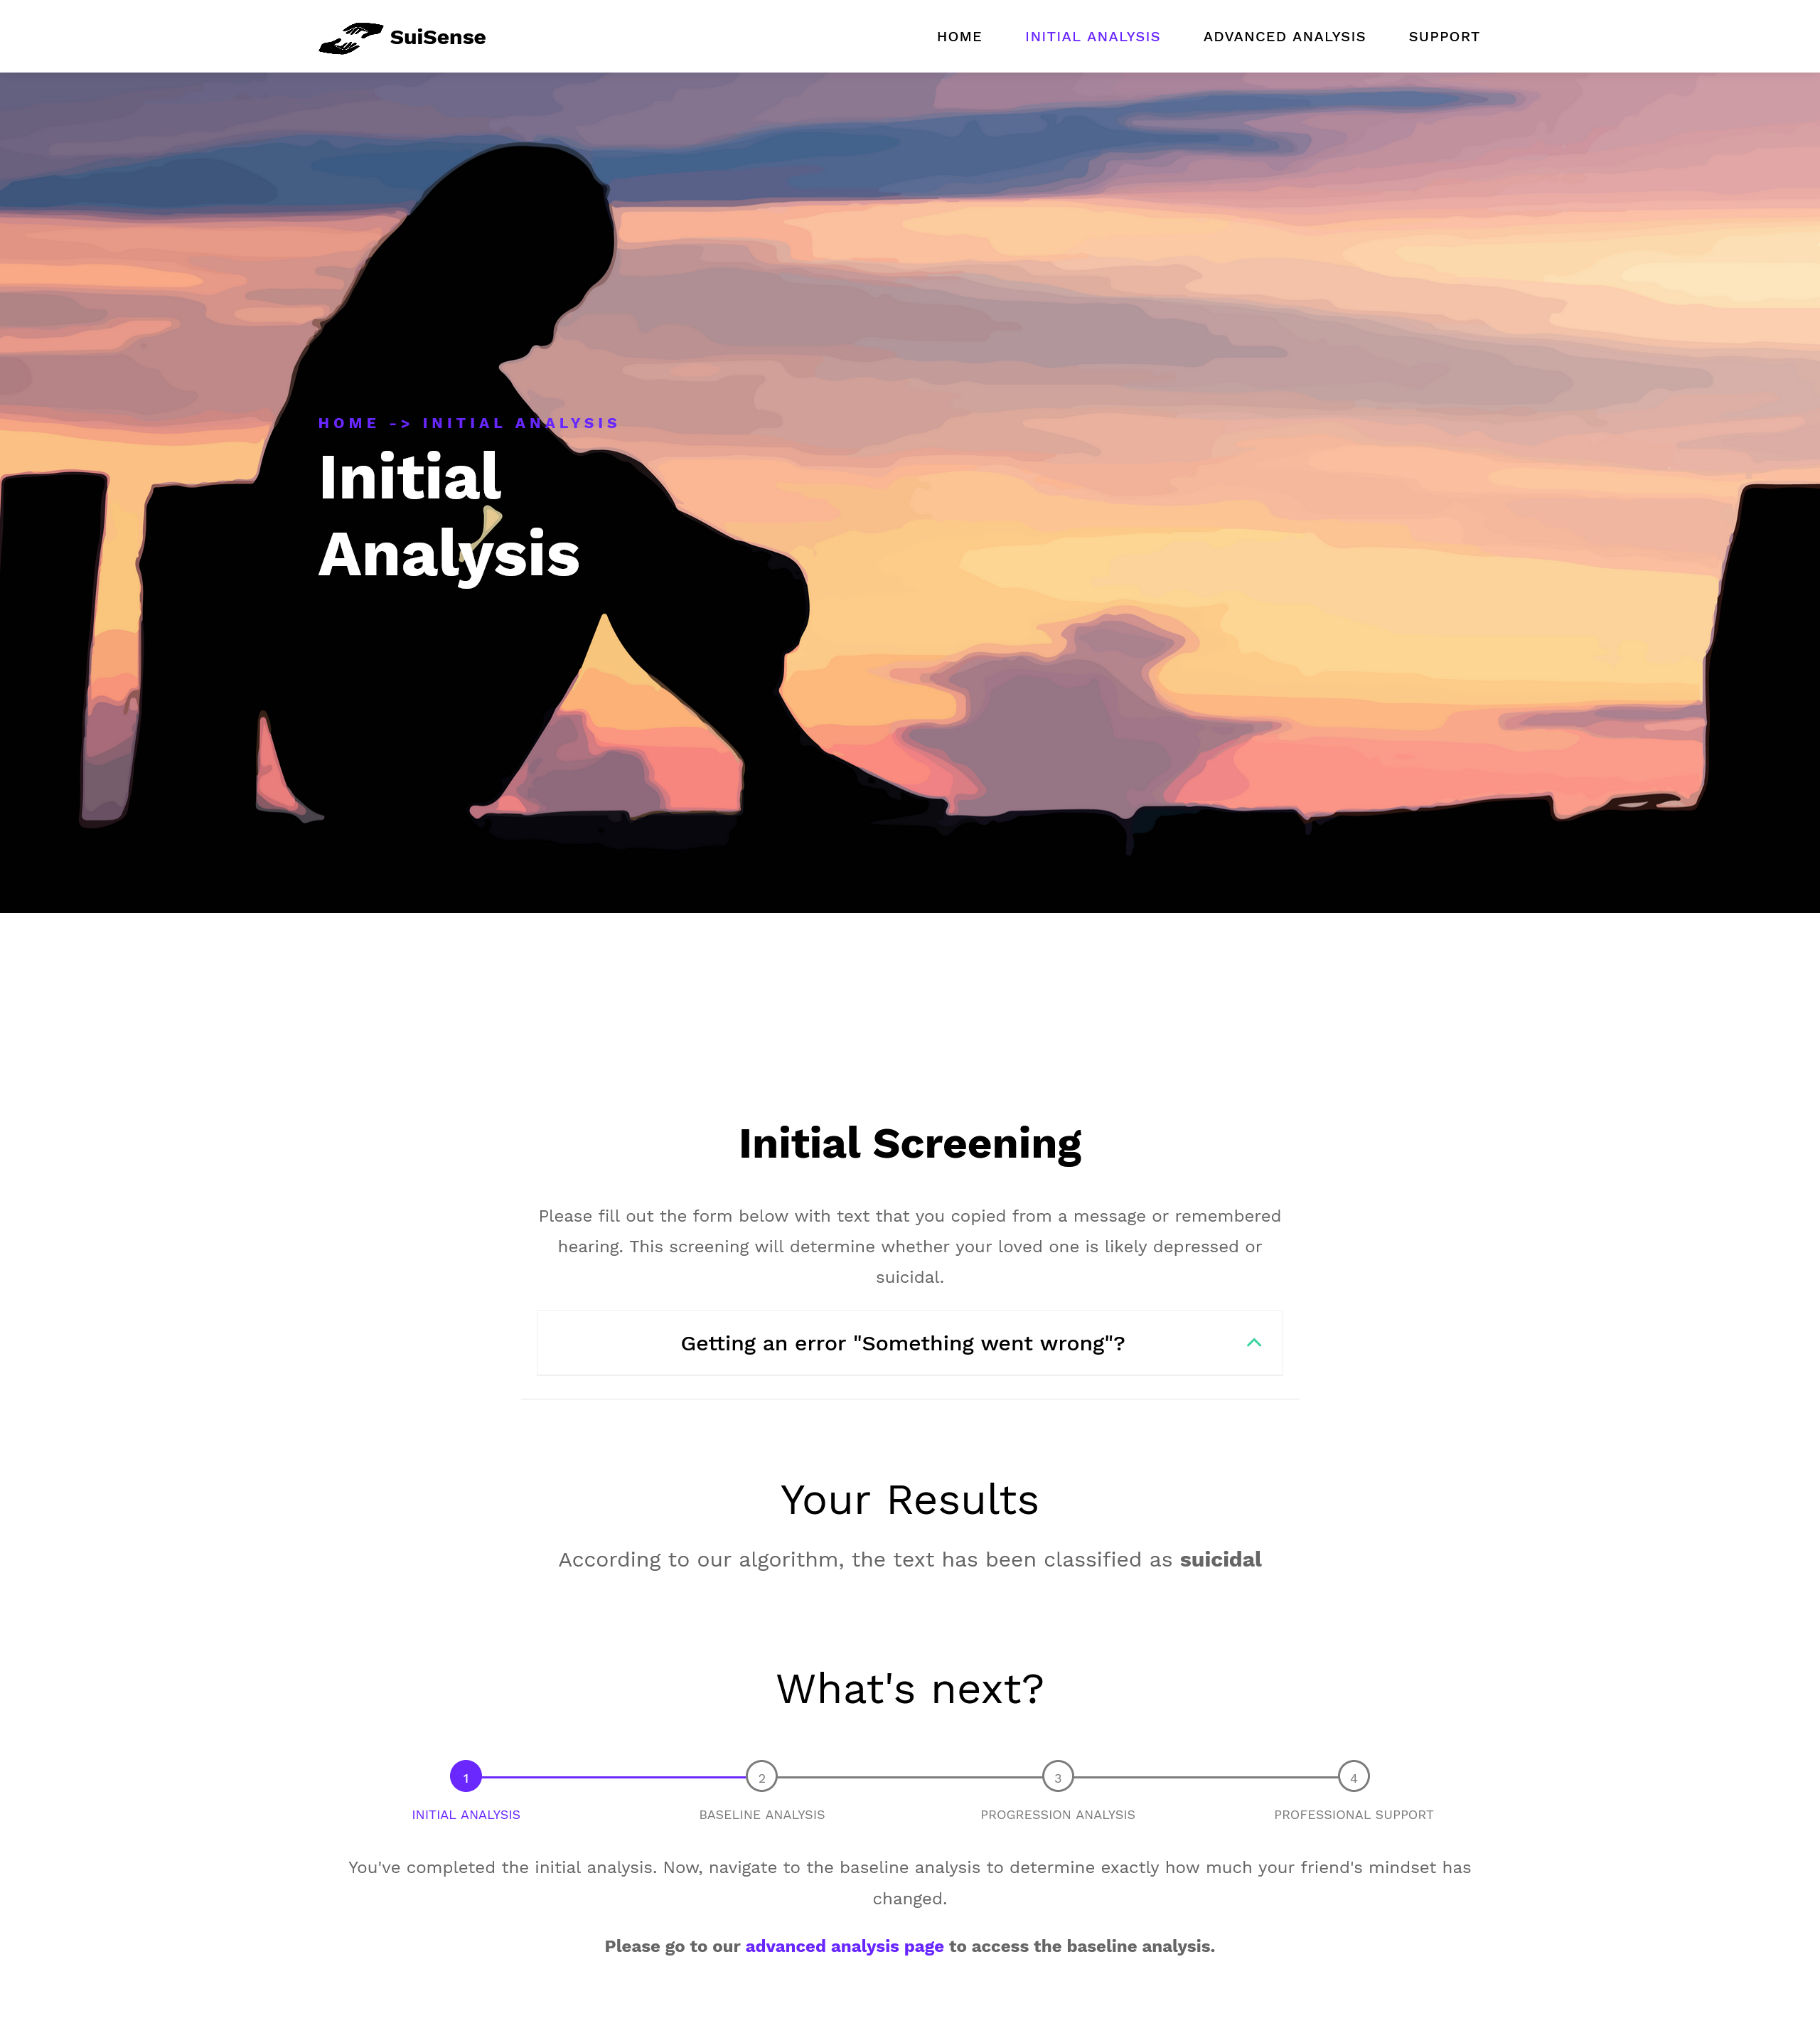 SuiSense
HOME
INITIAL ANALYSIS
ADVANCED ANALYSIS
SUPPORT
HOME -> INITIAL ANALYSIS
Initial
Analysis
Initial Screening
Please fill out the form below with text that you copied from a message or remembered
hearing. This screening will determine whether your loved one is likely depressed or
suicidal.
Getting an error "Something went wrong"?
Your Results
According to our algorithm, the text has been classified as suicidal
What's next?
1
2
3
4
INITIAL ANALYSIS
BASELINE ANALYSIS
PROGRESSION ANALYSIS
PROFESSIONAL SUPPORT
You've completed the initial analysis. Now, navigate to the baseline analysis to determine exactly how much your friend's mindset has
changed.
Please go to our advanced analysis page to access the baseline analysis.